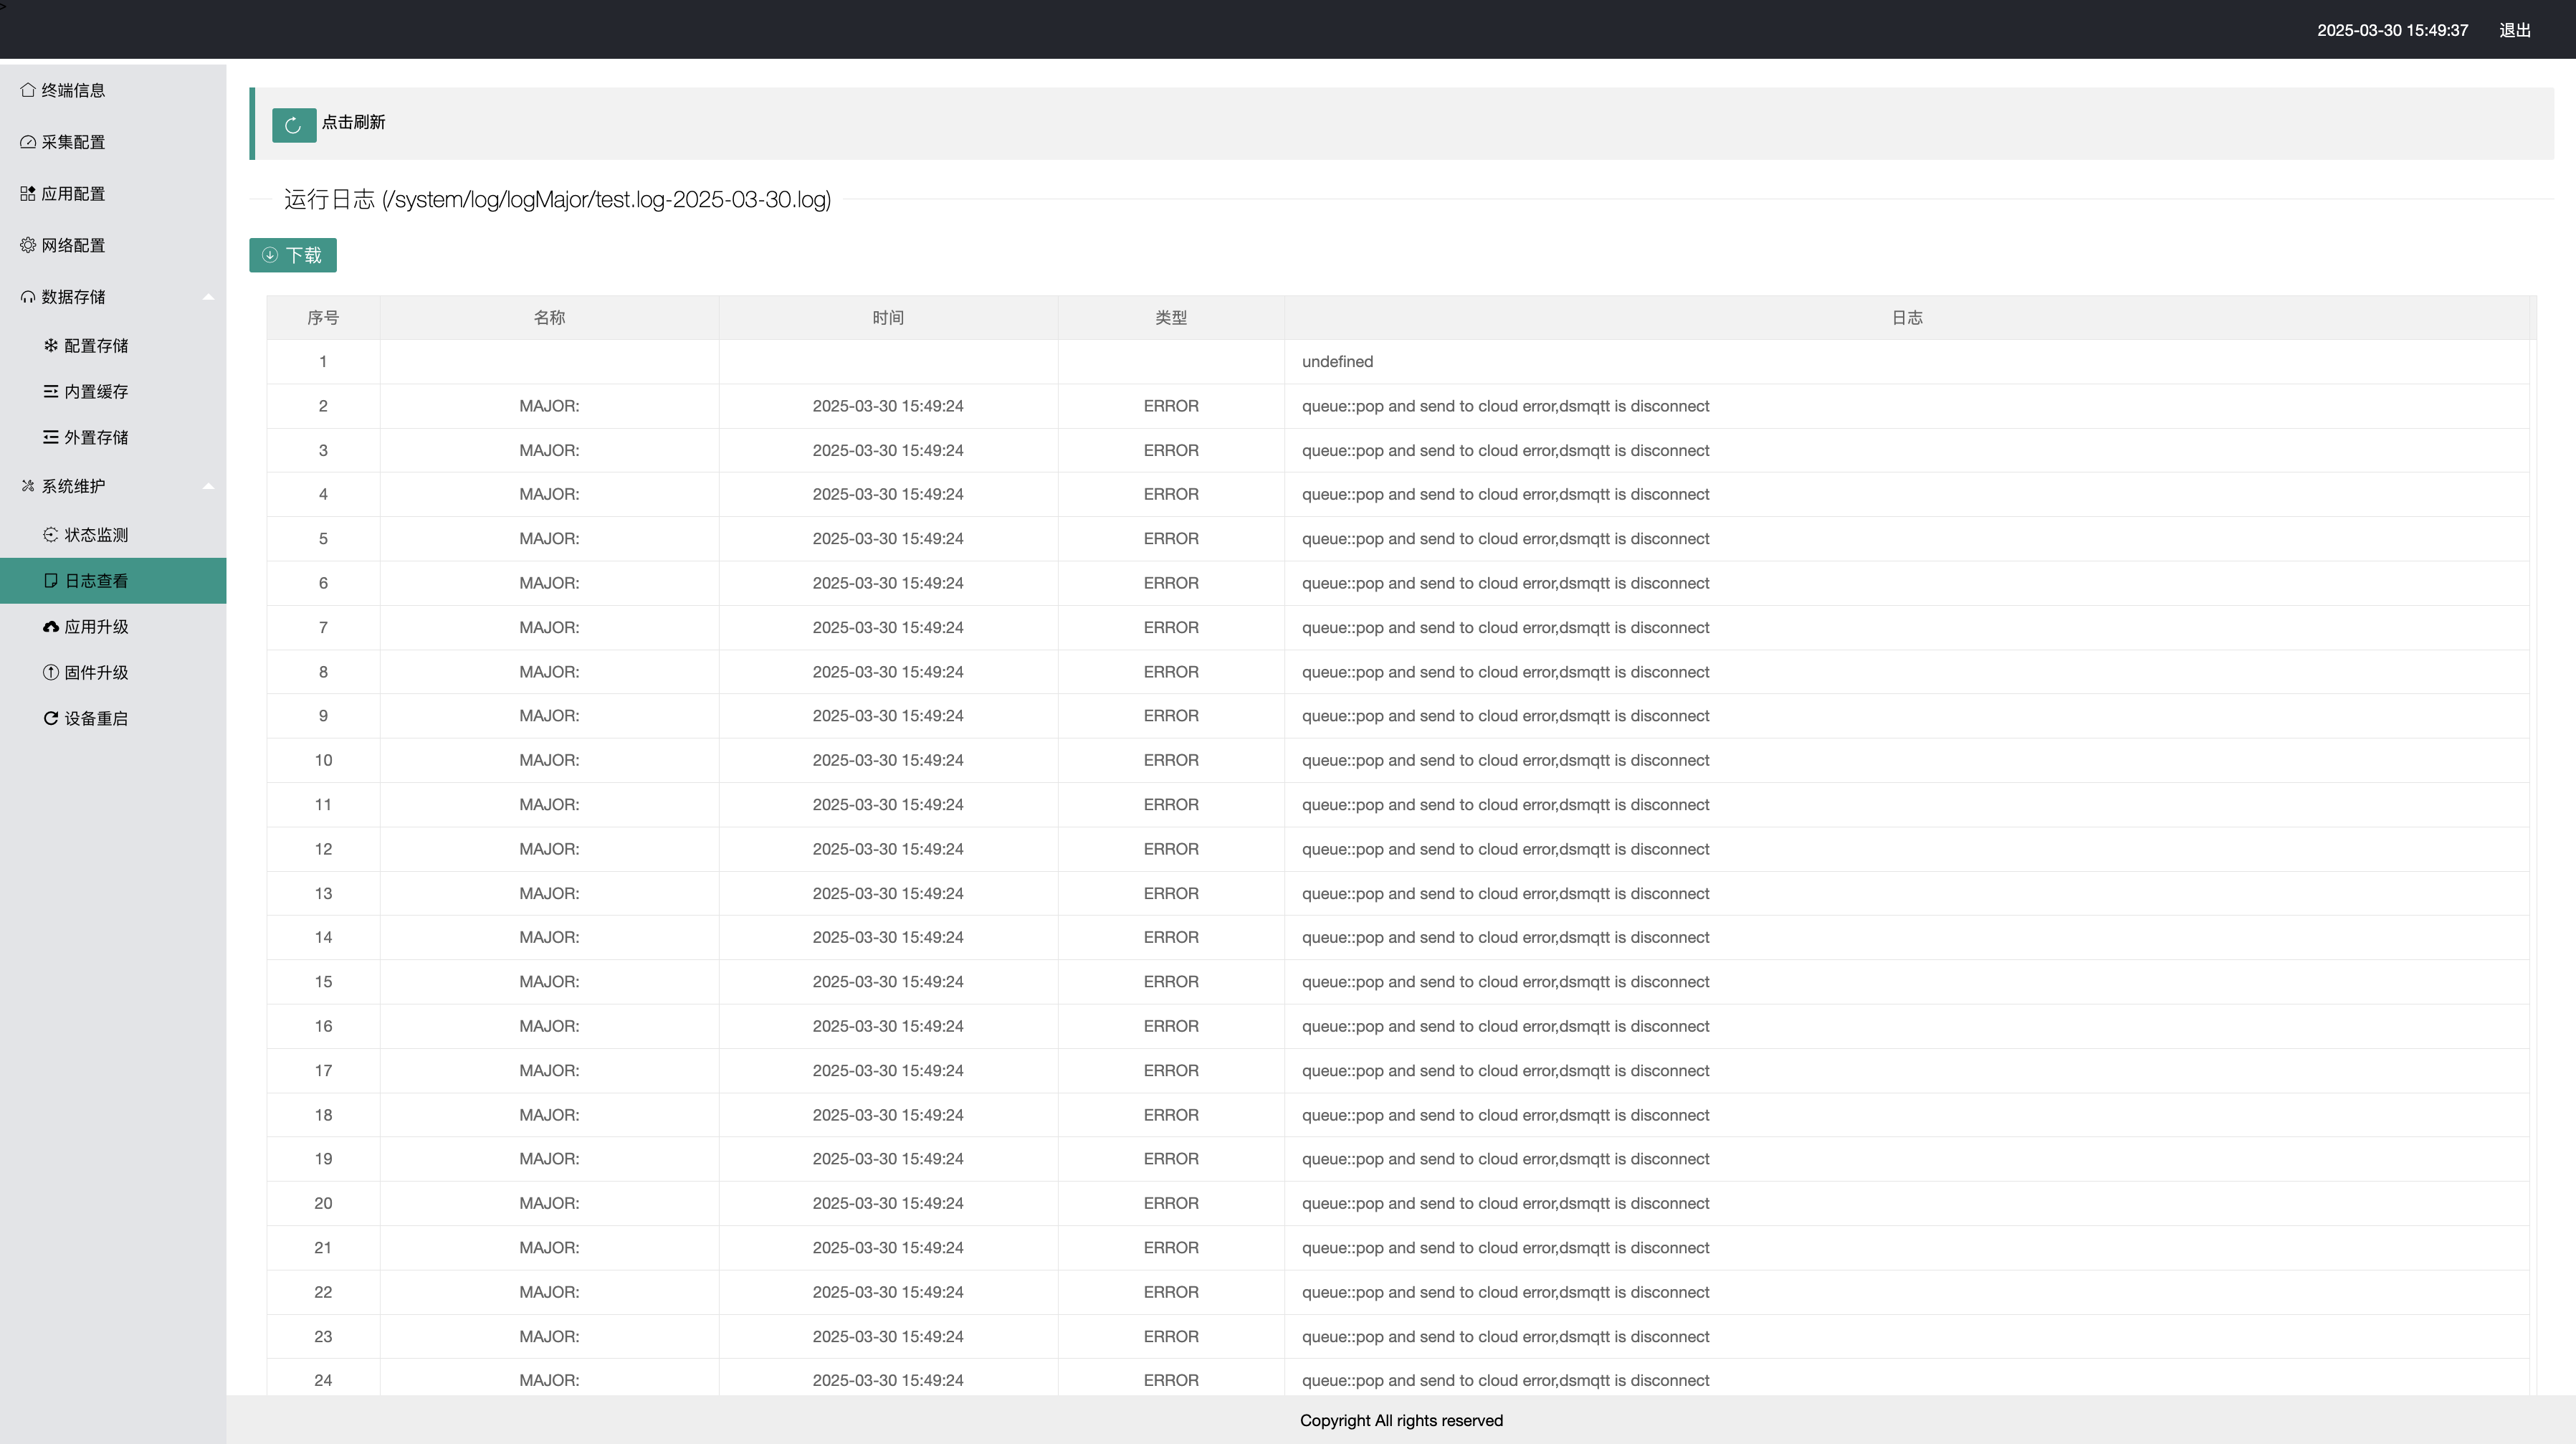 >
2025-03-30 15:49:37 退出
终端信息
采集配置
应用配置
网络配置
数据存储
配置存储
内置缓存
外置存储
系统维护
状态监测
日志查看
应用升级
固件升级
设备重启
点击刷新
运行日志 (/system/log/logMajor/test.log-2025-03-30.log)
下载
序号 名称 时间 类型 日志
1 undefined
2 MAJOR: 2025-03-30 15:49:24 ERROR queue::pop and send to cloud error,dsmqtt is disconnect
3 MAJOR: 2025-03-30 15:49:24 ERROR queue::pop and send to cloud error,dsmqtt is disconnect
4 MAJOR: 2025-03-30 15:49:24 ERROR queue::pop and send to cloud error,dsmqtt is disconnect
5 MAJOR: 2025-03-30 15:49:24 ERROR queue::pop and send to cloud error,dsmqtt is disconnect
6 MAJOR: 2025-03-30 15:49:24 ERROR queue::pop and send to cloud error,dsmqtt is disconnect
7 MAJOR: 2025-03-30 15:49:24 ERROR queue::pop and send to cloud error,dsmqtt is disconnect
8 MAJOR: 2025-03-30 15:49:24 ERROR queue::pop and send to cloud error,dsmqtt is disconnect
9 MAJOR: 2025-03-30 15:49:24 ERROR queue::pop and send to cloud error,dsmqtt is disconnect
10 MAJOR: 2025-03-30 15:49:24 ERROR queue::pop and send to cloud error,dsmqtt is disconnect
11 MAJOR: 2025-03-30 15:49:24 ERROR queue::pop and send to cloud error,dsmqtt is disconnect
12 MAJOR: 2025-03-30 15:49:24 ERROR queue::pop and send to cloud error,dsmqtt is disconnect
13 MAJOR: 2025-03-30 15:49:24 ERROR queue::pop and send to cloud error,dsmqtt is disconnect
14 MAJOR: 2025-03-30 15:49:24 ERROR queue::pop and send to cloud error,dsmqtt is disconnect
15 MAJOR: 2025-03-30 15:49:24 ERROR queue::pop and send to cloud error,dsmqtt is disconnect
16 MAJOR: 2025-03-30 15:49:24 ERROR queue::pop and send to cloud error,dsmqtt is disconnect
17 MAJOR: 2025-03-30 15:49:24 ERROR queue::pop and send to cloud error,dsmqtt is disconnect
18 MAJOR: 2025-03-30 15:49:24 ERROR queue::pop and send to cloud error,dsmqtt is disconnect
19 MAJOR: 2025-03-30 15:49:24 ERROR queue::pop and send to cloud error,dsmqtt is disconnect
20 MAJOR: 2025-03-30 15:49:24 ERROR queue::pop and send to cloud error,dsmqtt is disconnect
21 MAJOR: 2025-03-30 15:49:24 ERROR queue::pop and send to cloud error,dsmqtt is disconnect
22 MAJOR: 2025-03-30 15:49:24 ERROR queue::pop and send to cloud error,dsmqtt is disconnect
23 MAJOR: 2025-03-30 15:49:24 ERROR queue::pop and send to cloud error,dsmqtt is disconnect
24 MAJOR: 2025-03-30 15:49:24 ERROR queue::pop and send to cloud error,dsmqtt is disconnect
Copyright All rights reserved